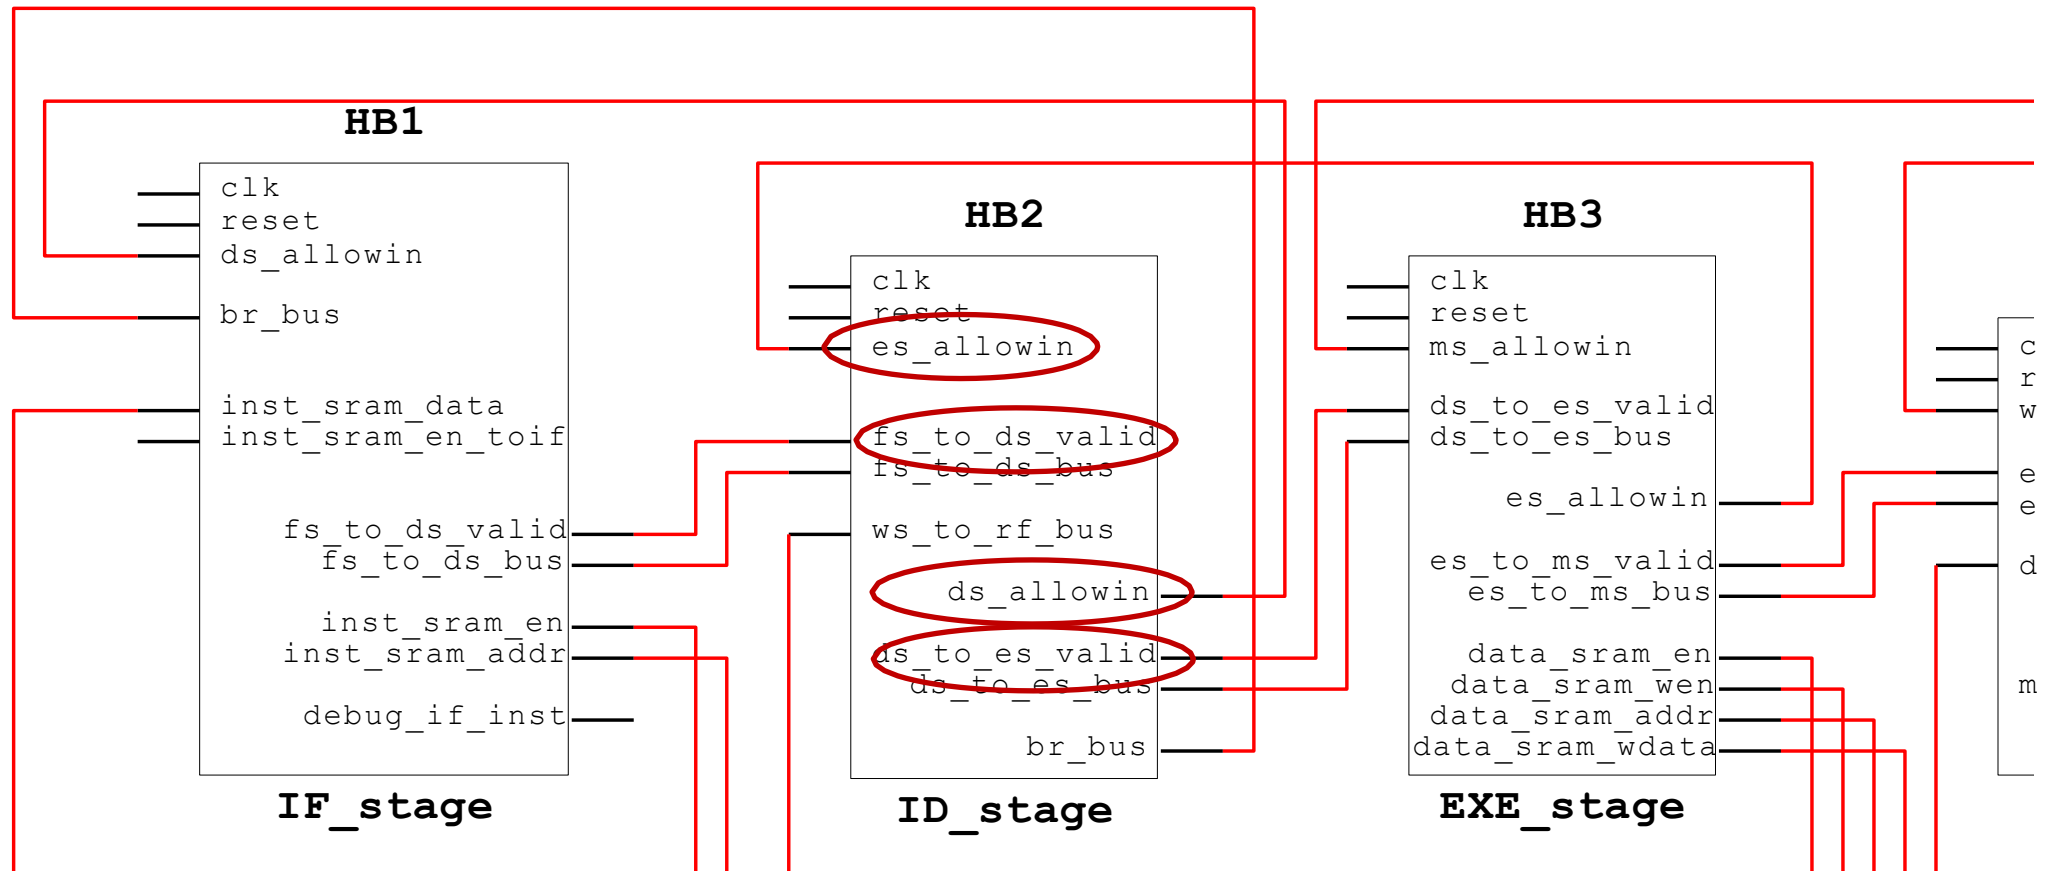 HB1
clk
reset
ds_allowin
br_bus
inst_sram_data
inst_sram_en_toif
fs_to_ds_valid
fs_to_ds_bus
inst_sram_en
inst_sram_addr
debug_if_inst
IF_stage
HB2
clk
reset
es_allowin
fs_to_ds_valid
fs_to_ds_bus
ws_to_rf_bus
ds_allowin
ds_to_es_valid
ds_to_es_bus
br_bus
ID_stage
HB3
clk
reset
ms_allowin
ds_to_es_valid
ds_to_es_bus
es_allowin
es_to_ms_valid
es_to_ms_bus
data_sram_en
data_sram_wen
data_sram_addr
data_sram_wdata
EXE_stage
c
r
w
e
e
d
m